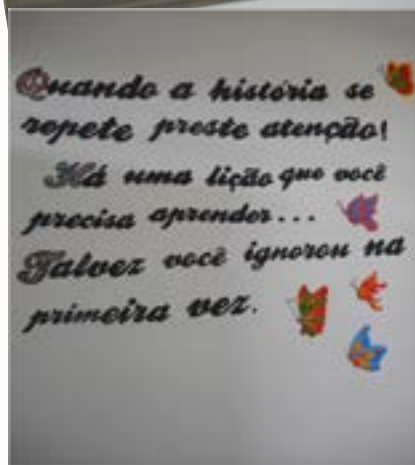 Quando a história se
repete preste atenção!
Há uma lição que você
precisa aprender...
Talvez você ignorou na
primeira vez.